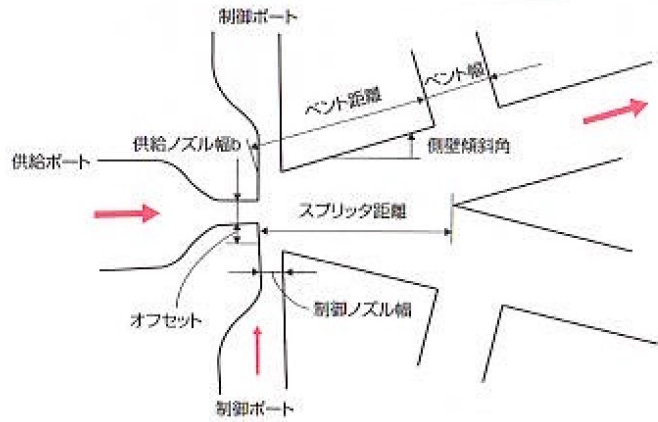 制御ポート
ベント幅
ベント距離
供給ノズル幅b
側壁傾斜角
供給ポート
スプリッタ距離
オフセット
制御ノズル幅
制御ポート